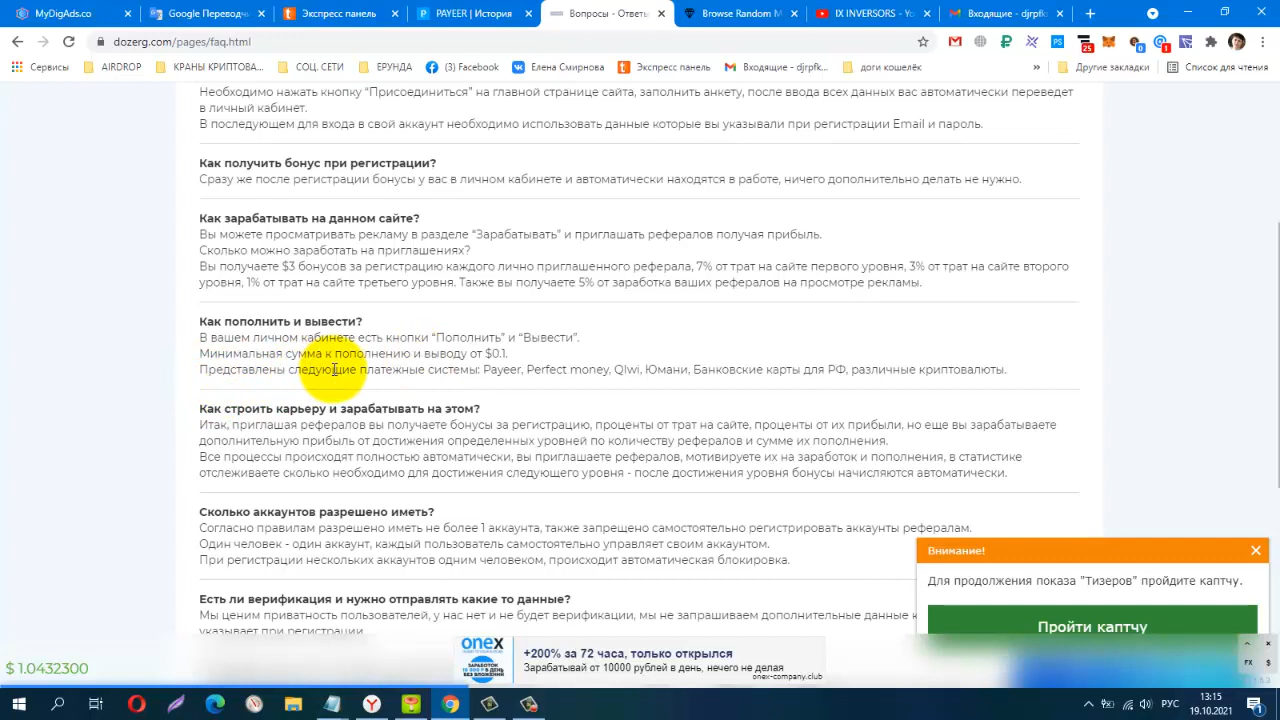 MyDigAds.co
Google Переводч
Экспресс панель
PAYEER | История
Вопросы - Ответы
Browse Random M
IX INVERSORS - Yo
Входящие - djrpfk
dozerg.com/pages/faq.html
Сервисы
AIRDROP
КРАНЫ КРИПТОВА...
СОЦ. СЕТИ
ЕРУНДА
(3) Facebook
Елена Смирнова
Экспресс панель
Входящие - djrpfk...
доги кошелёк
»
Другие закладки
Список для чтения
Необходимо нажать кнопку “Присоединиться” на главной странице сайта, заполнить анкету, после ввода всех данных вас автоматически переведет
в личный кабинет.
В последующем для входа в свой аккаунт необходимо использовать данные которые вы указывали при регистрации Email и пароль.
Как получить бонус при регистрации?
Сразу же после регистрации бонусы у вас в личном кабинете и автоматически находятся в работе, ничего дополнительно делать не нужно.
Как зарабатывать на данном сайте?
Вы можете просматривать рекламу в разделе “Зарабатывать” и приглашать рефералов получая прибыль.
Сколько можно заработать на приглашениях?
Вы получаете $3 бонусов за регистрацию каждого лично приглашенного реферала, 7% от трат на сайте первого уровня, 3% от трат на сайте второго
уровня, 1% от трат на сайте третьего уровня. Также вы получаете 5% от заработка ваших рефералов на просмотре рекламы.
Как пополнить и вывести?
В вашем личном кабинете есть кнопки “Пополнить” и “Вывести”.
Минимальная сумма к пополнению и выводу от $0.1.
Представлены следующие платежные системы: Payeer, Perfect money, QIwi, Юмани, Банковские карты для РФ, различные криптовалюты.
Как строить карьеру и зарабатывать на этом?
Итак, приглашая рефералов вы получаете бонусы за регистрацию, проценты от трат на сайте, проценты от их прибыли, но еще вы зарабатываете
дополнительную прибыль от достижения определенных уровней по количеству рефералов и сумме их пополнения.
Все процессы происходят полностью автоматически, вы приглашаете рефералов, мотивируете их на заработок и пополнения, в статистике
отслеживаете сколько необходимо для достижения следующего уровня - после достижения уровня бонусы начисляются автоматически.
Сколько аккаунтов разрешено иметь?
Согласно правилам разрешено иметь не более 1 аккаунта, также запрещено самостоятельно регистрировать аккаунты рефералам.
Один человек - один аккаунт, каждый пользователь самостоятельно управляет своим аккаунтом.
При регистрации нескольких аккаунтов одним человеком, происходит автоматическая блокировка.
Есть ли верификация и нужно отправлять какие то данные?
Мы ценим приватность пользователей, у нас нет и не будет верификации, мы не запрашиваем дополнительные данные
указывает при регистрации.
Внимание!
Для продолжения показа "Тизеров" пройдите каптчу.
Пройти каптчу
onex
ЗАРАБОТОК
10 000 ₽ В ДЕНЬ
БЕЗ ВЛОЖЕНИЙ
+200% за 72 часа, только открылся
Зарабатывай от 10000 рублей в день, нечего не делая
onex-company.club
$ 1.0432300
РУС
13:15
19.10.2021